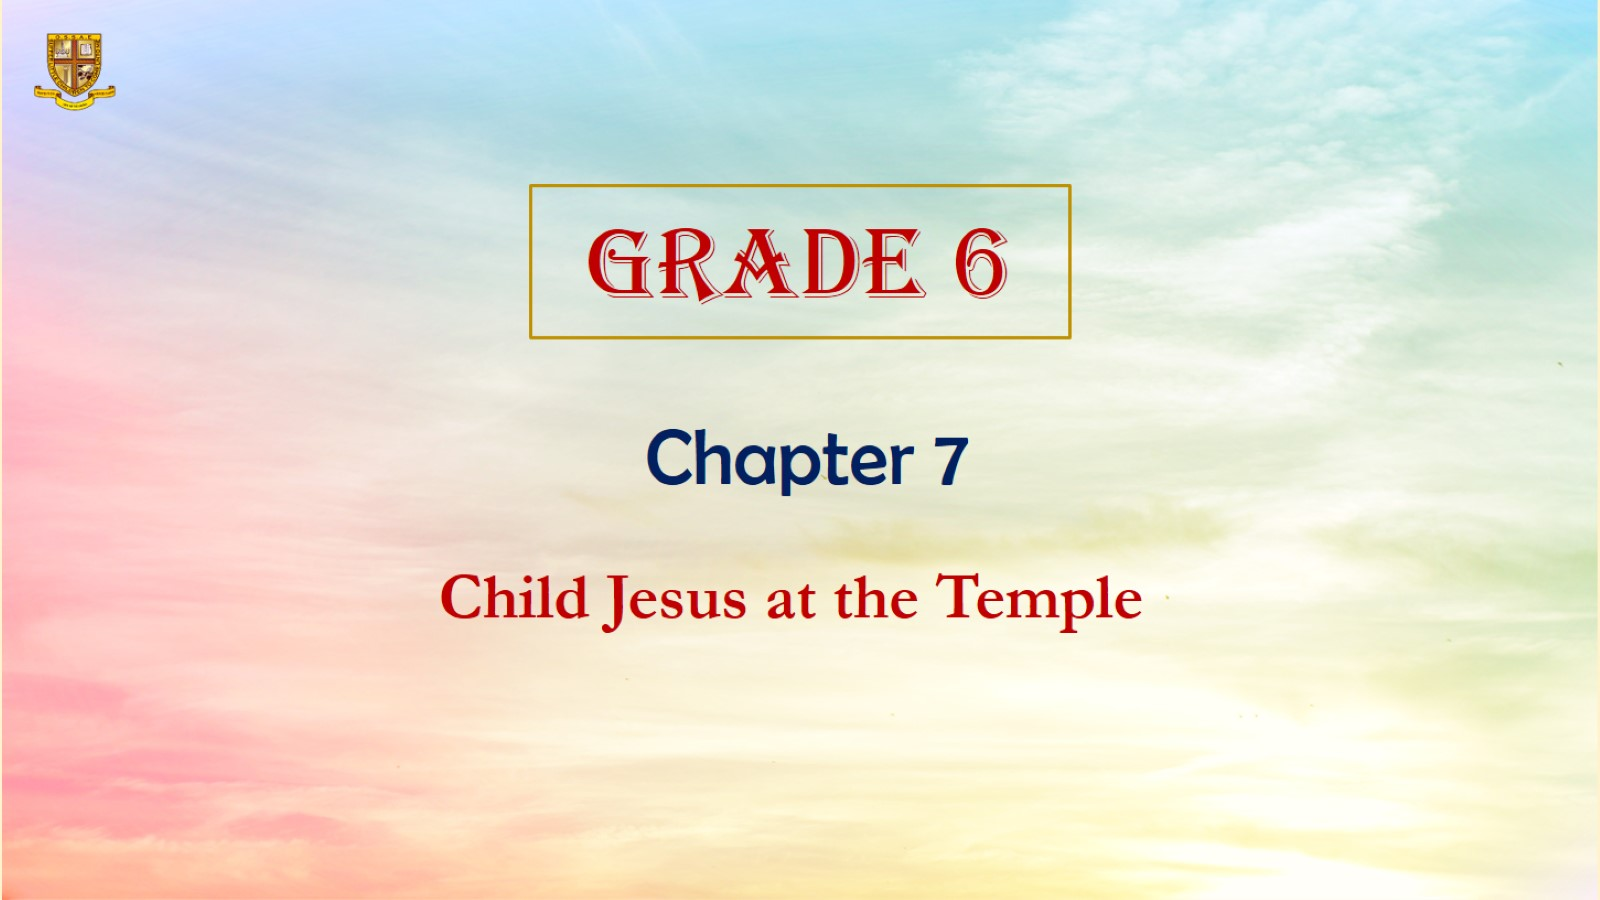 GRADE 6
Chapter 7
Child Jesus at the Temple